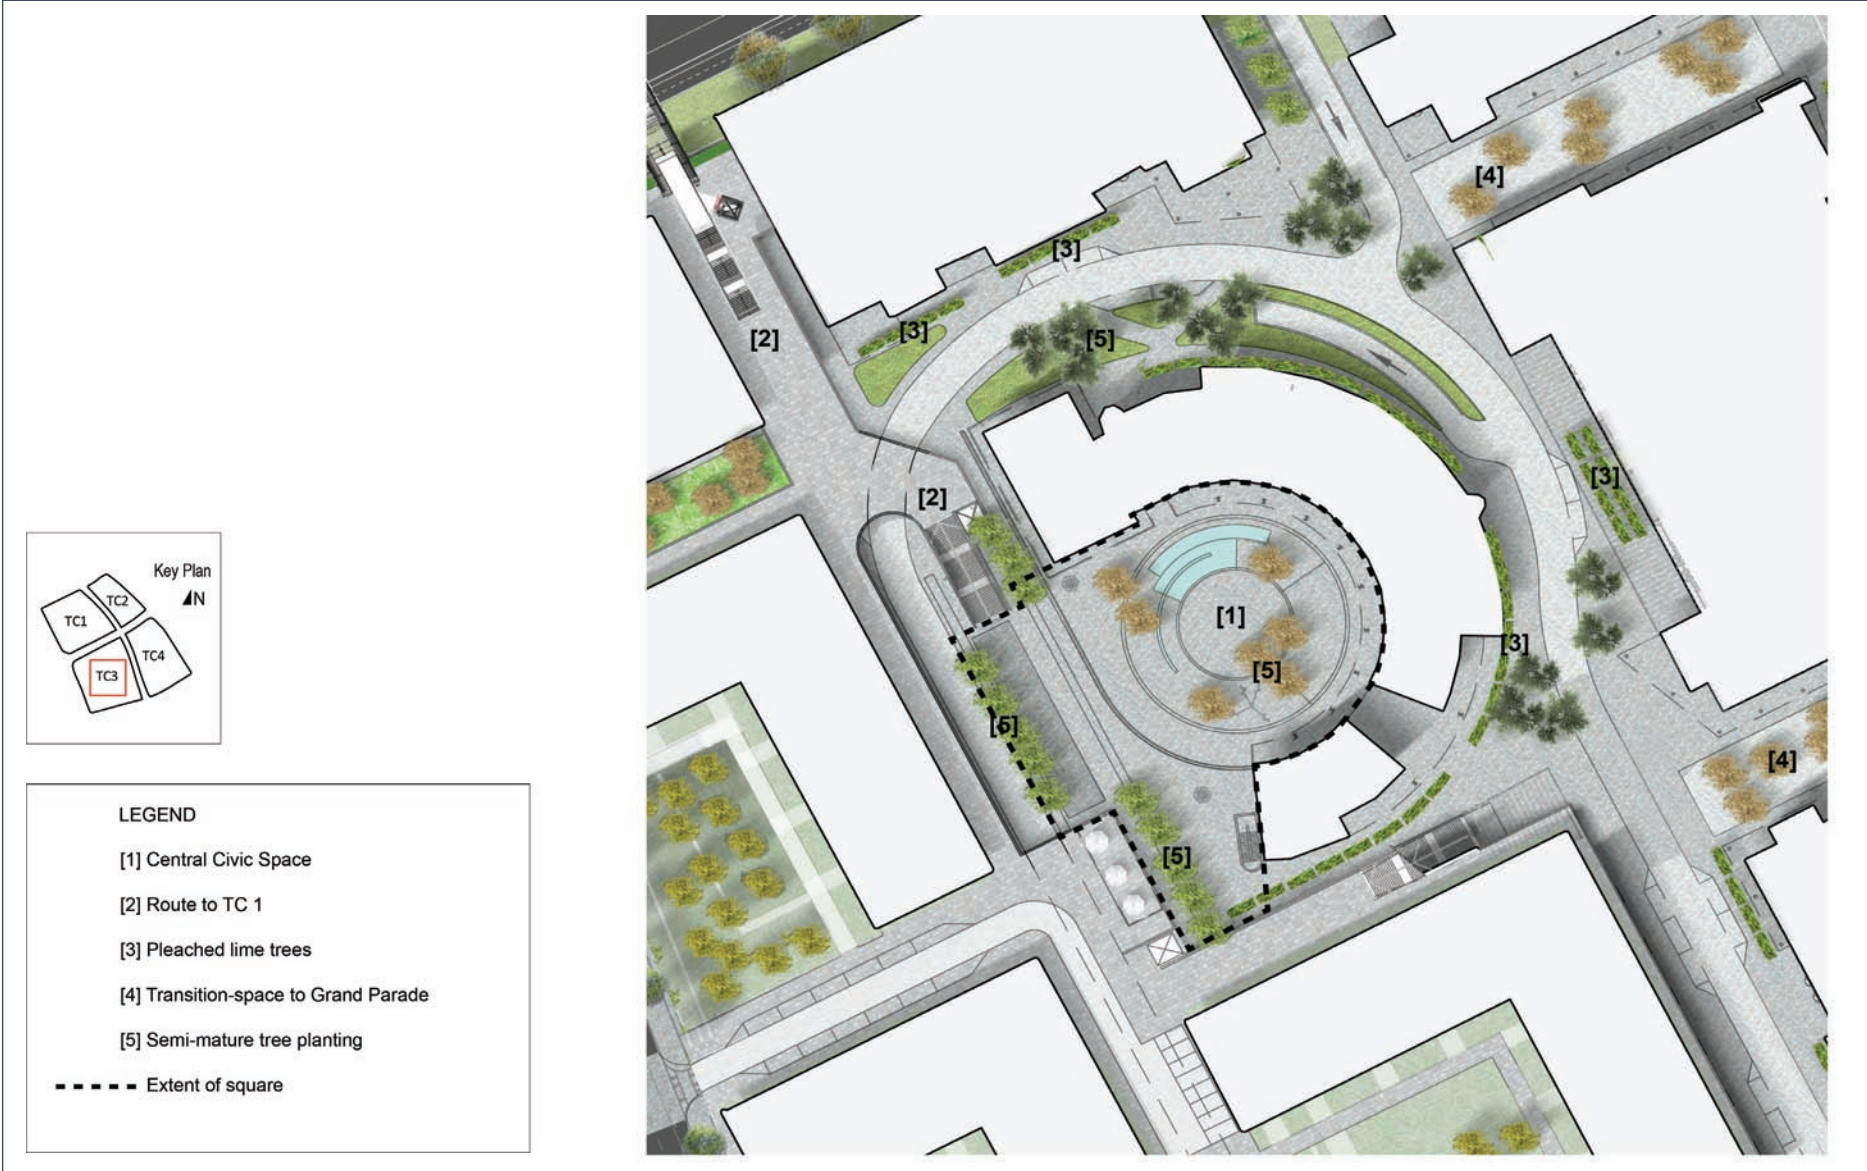 [4]
[3]
[2]
[3]
[5]
[3]
[2]
[1]
[3]
[5]
[5]
[4]
[5]
Key Plan
N
TC2
TC1
TC4
TC3
LEGEND
[1] Central Civic Space
[2] Route to TC 1
[3] Pleached lime trees
[4] Transition-space to Grand Parade
[5] Semi-mature tree planting
Extent of square